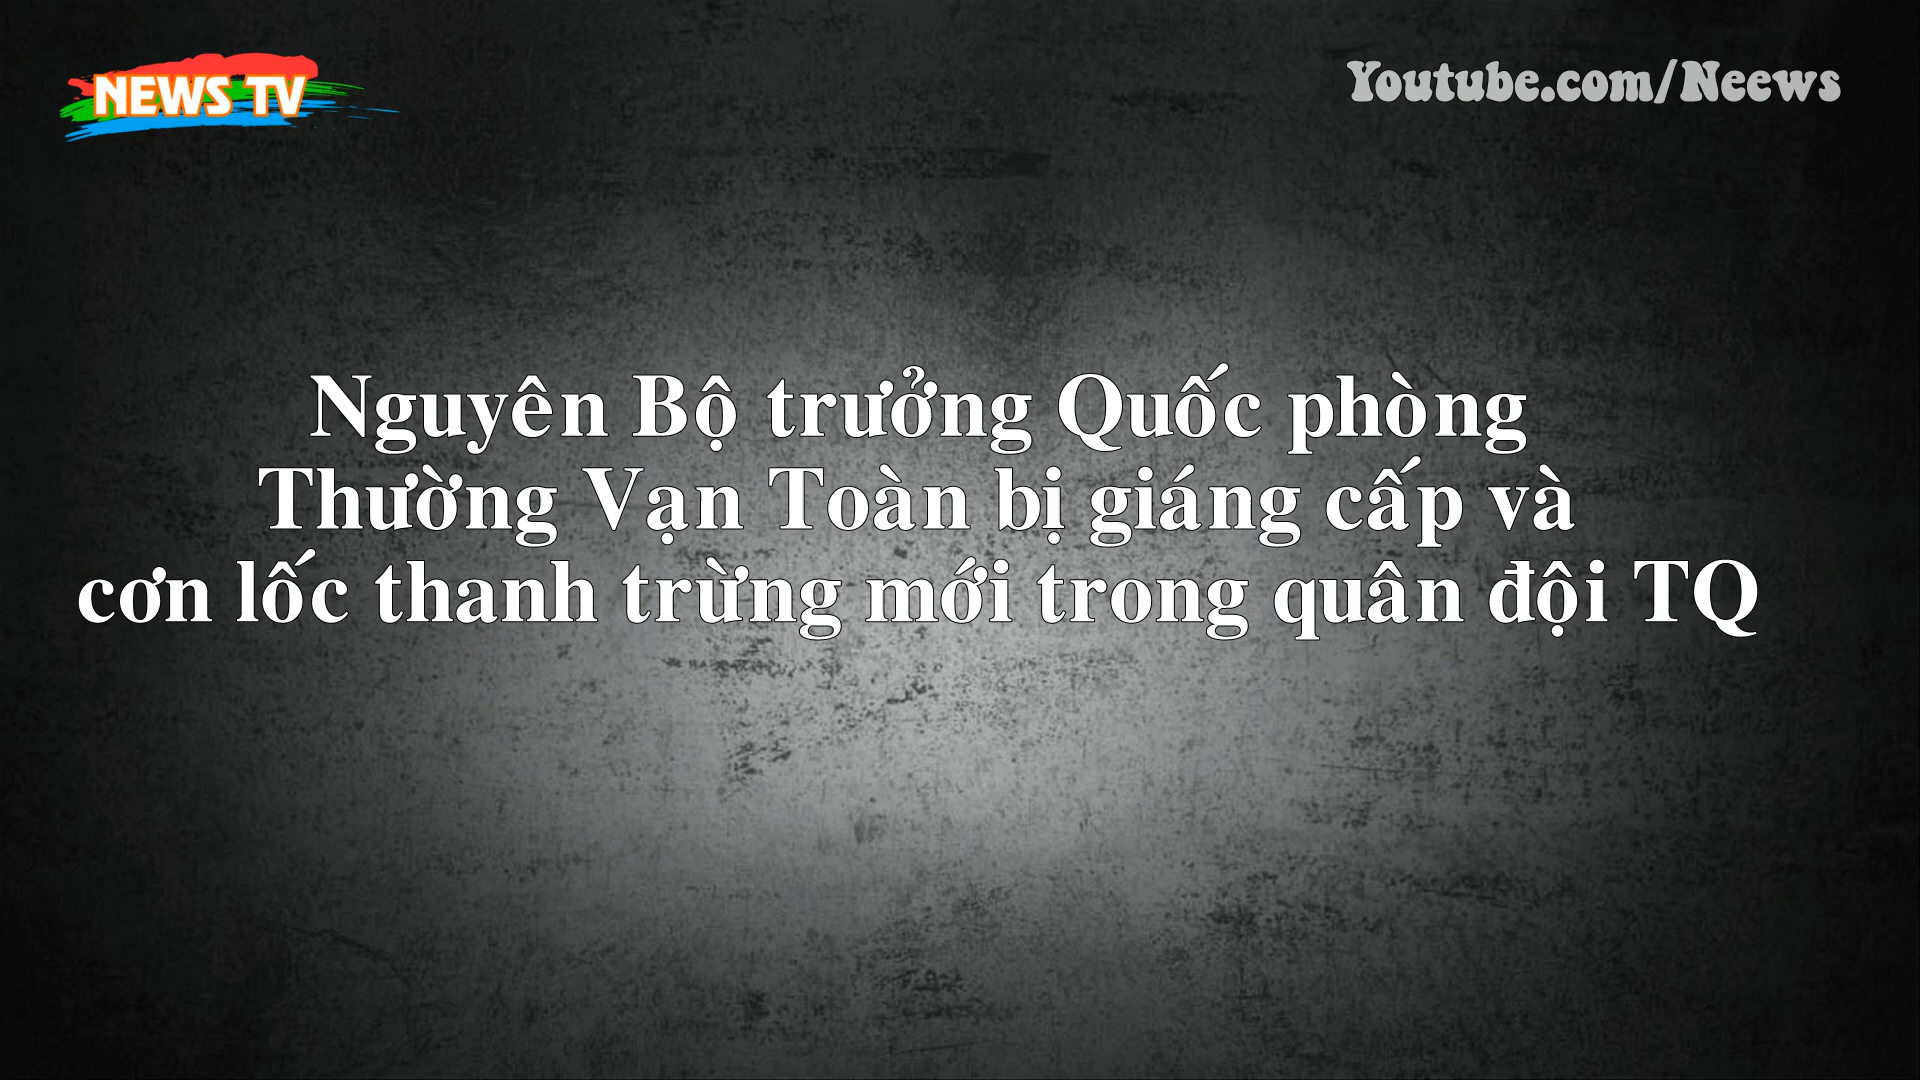 NEWS TV
Youtube.com/Neews
Nguyên Bộ trưởng Quốc phòng
Thường Vạn Toàn bị giáng cấp và
cơn lốc thanh trừng mới trong quân đội TQ